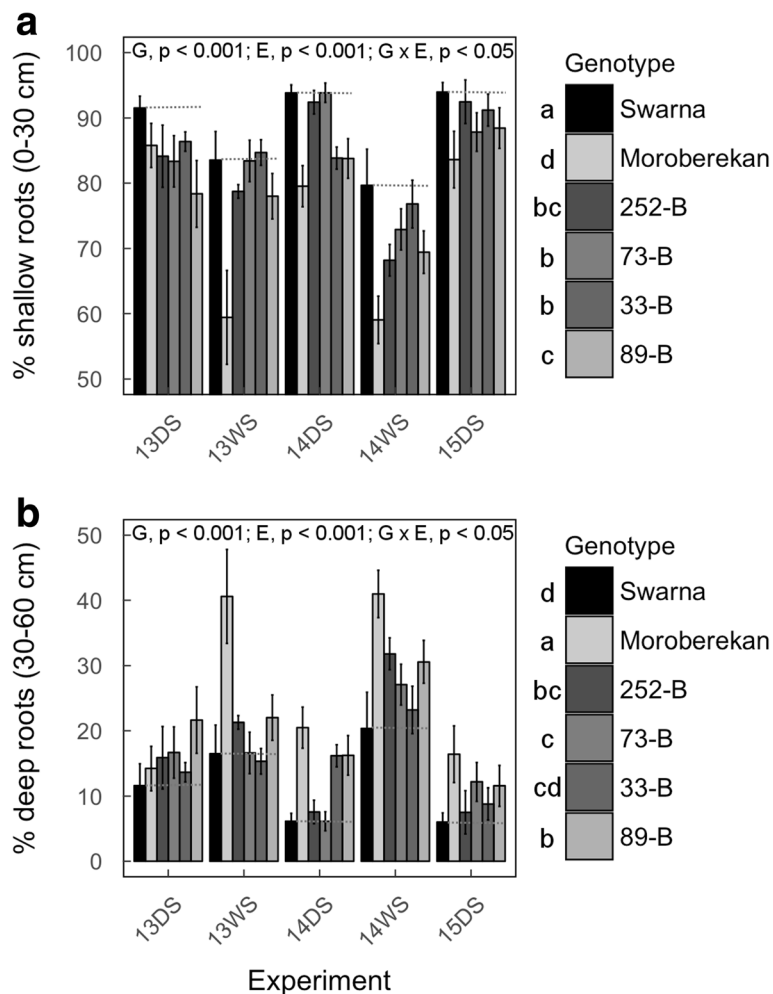 a
% shallow roots (0-30 cm)
100
90
80
70
60
50
G, p < 0.001; E, p < 0.001; G x E, p < 0.05
13DS
13WS
14DS
14WS
15DS
Genotype
a Swarna
d Moroberekan
bc 252-B
b 73-B
b 33-B
c 89-B
b
% deep roots (30-60 cm)
50
40
30
20
10
0
G, p < 0.001; E, p < 0.001; G x E, p < 0.05
13DS
13WS
14DS
14WS
15DS
Experiment
Genotype
d Swarna
a Moroberekan
bc 252-B
c 73-B
cd 33-B
b 89-B